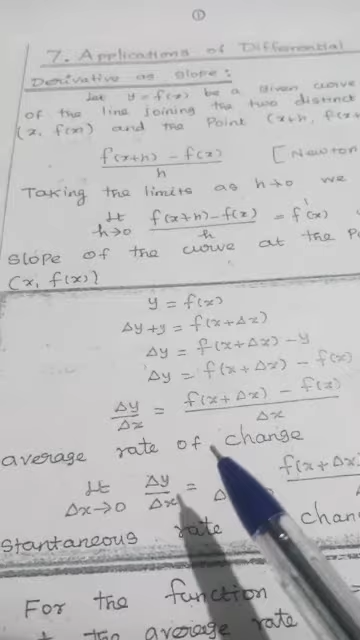 ①
7. Applications of Differential
Derivative as Slope:
Let y = f(x) be a given curve
of the line joining the two distinct
(x, f(x)) and the Point (x+h, f(x+
f(x+h) - f(x) / h [Newton
Taking the limits as h→0 we
lt h→0 f(x+h) - f(x) / h = f'(x)
slope of the curve at the
(x, f(x))
y = f(x)
Δy+y = f(x+Δx)
Δy = f(x+Δx) - y
Δy = f(x+Δx) - f(x)
Δy/Δx = f(x+Δx) - f(x) / Δx
average rate of change
lt Δx→0 Δy/Δx = f(x+Δx
stantaneous rate chan
For the function
the average rate